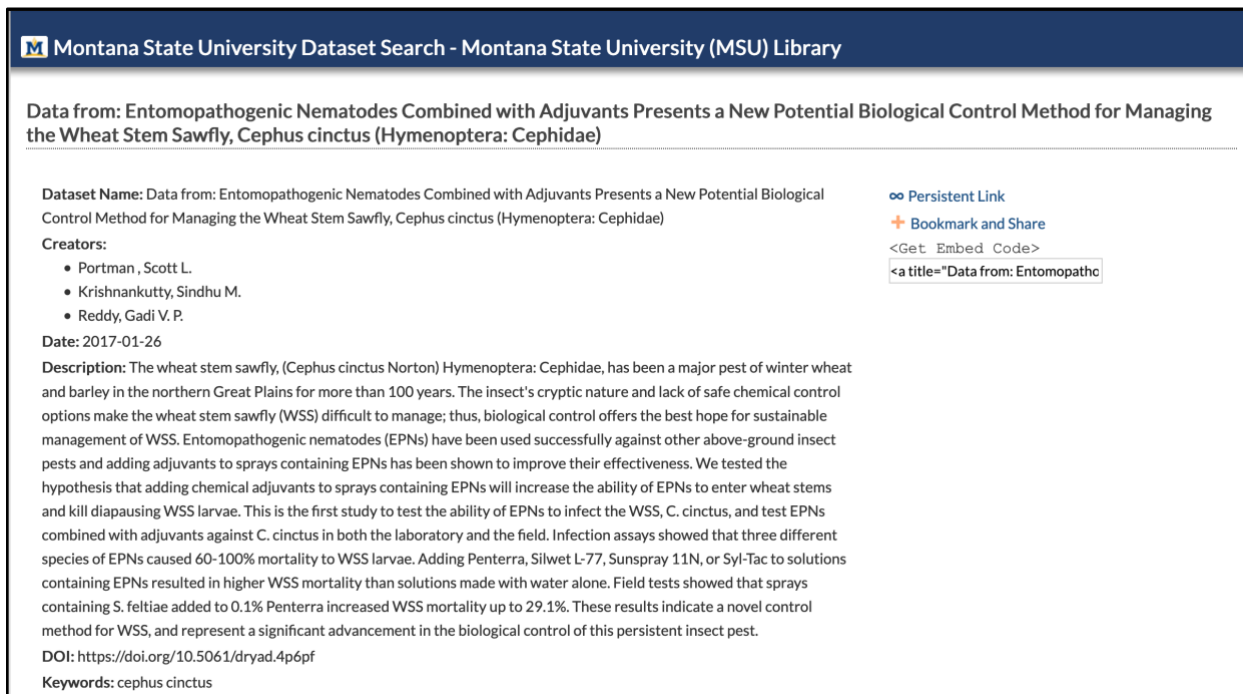 M Montana State University Dataset Search - Montana State University (MSU) Library
Data from: Entomopathogenic Nematodes Combined with Adjuvants Presents a New Potential Biological Control Method for Managing
the Wheat Stem Sawfly, Cephus cinctus (Hymenoptera: Cephidae)
Dataset Name: Data from: Entomopathogenic Nematodes Combined with Adjuvants Presents a New Potential Biological
Control Method for Managing the Wheat Stem Sawfly, Cephus cinctus (Hymenoptera: Cephidae)
Creators:
• Portman , Scott L.
• Krishnankutty, Sindhu M.
• Reddy, Gadi V. P.
Date: 2017-01-26
Description: The wheat stem sawfly, (Cephus cinctus Norton) Hymenoptera: Cephidae, has been a major pest of winter wheat
and barley in the northern Great Plains for more than 100 years. The insect's cryptic nature and lack of safe chemical control
options make the wheat stem sawfly (WSS) difficult to manage; thus, biological control offers the best hope for sustainable
management of WSS. Entomopathogenic nematodes (EPNs) have been used successfully against other above-ground insect
pests and adding adjuvants to sprays containing EPNs has been shown to improve their effectiveness. We tested the
hypothesis that adding chemical adjuvants to sprays containing EPNs will increase the ability of EPNs to enter wheat stems
and kill diapausing WSS larvae. This is the first study to test the ability of EPNs to infect the WSS, C. cinctus, and test EPNs
combined with adjuvants against C. cinctus in both the laboratory and the field. Infection assays showed that three different
species of EPNs caused 60-100% mortality to WSS larvae. Adding Penterra, Silwet L-77, Sunspray 11N, or Syl-Tac to solutions
containing EPNs resulted in higher WSS mortality than solutions made with water alone. Field tests showed that sprays
containing S. feltiae added to 0.1% Penterra increased WSS mortality up to 29.1%. These results indicate a novel control
method for WSS, and represent a significant advancement in the biological control of this persistent insect pest.
DOI: https://doi.org/10.5061/dryad.4p6pf
Keywords: cephus cinctus
Persistent Link
Bookmark and Share
<Get Embed Code>
<a title="Data from: Entomopathc